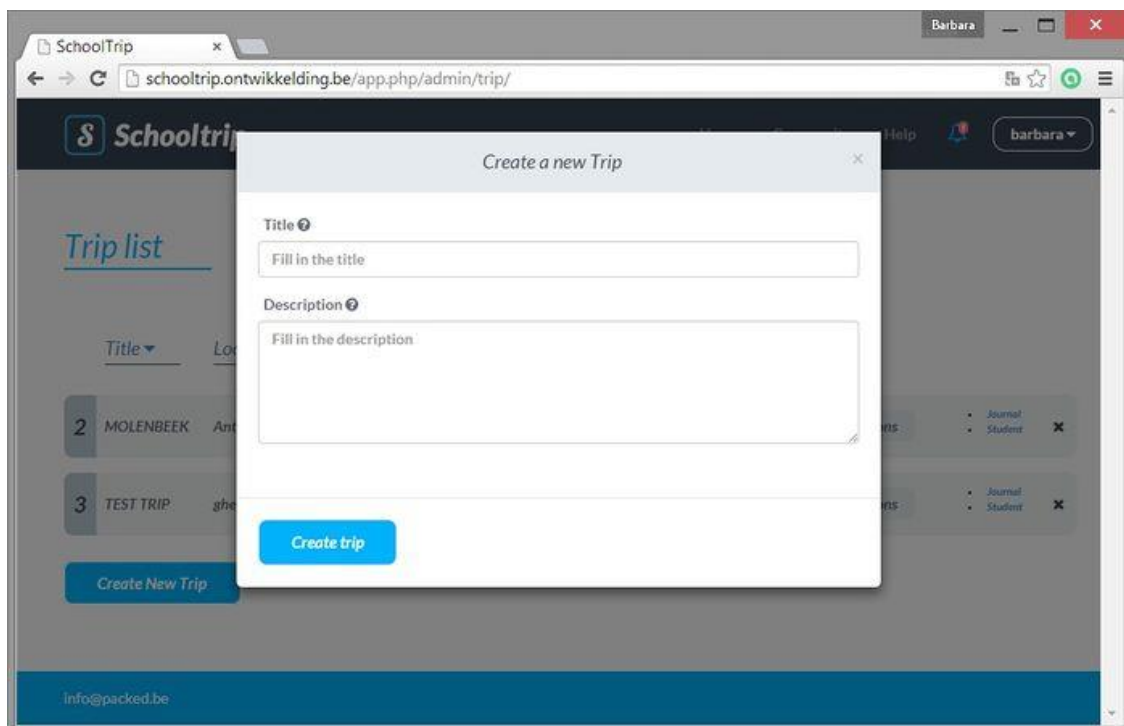 Barbara
SchoolTrip
schooltrip.ontwikkelding.be/app.php/admin/trip/
S Schooltrip
Help
barbara
Create a new Trip
Trip list
Title
Fill in the title
Description
Fill in the description
Title
2 MOLENBEEK
Journal
Student
3 TEST TRIP
Journal
Student
Create trip
Create New Trip
info@packed.be